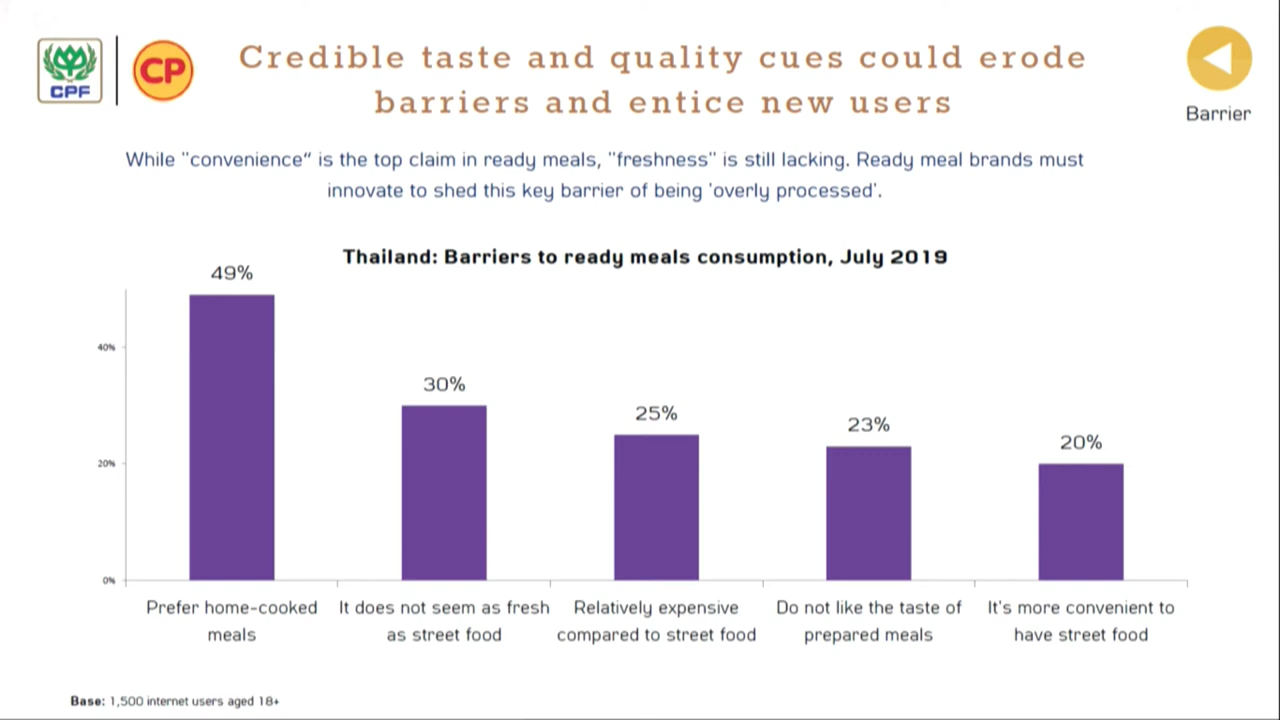 CPF
CP
Credible taste and quality cues could erode
barriers and entice new users
Barrier
While "convenience" is the top claim in ready meals, "freshness" is still lacking. Ready meal brands must
innovate to shed this key barrier of being 'overly processed'.
Thailand: Barriers to ready meals consumption, July 2019
49%
30%
25%
23%
20%
40%
20%
0%
Prefer home-cooked
meals
It does not seem as fresh
as street food
Relatively expensive
compared to street food
Do not like the taste of
prepared meals
It's more convenient to
have street food
Base: 1,500 internet users aged 18+